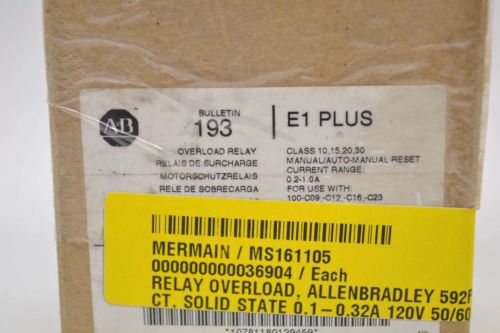 AB
BULLETIN
193
E1 PLUS
OVERLOAD RELAY
RELAIS DE SURCHARGE
MOTORSCHUTZRELAIS
RELE DE SOBRECARGA
CLASS 10,15,20,30
MANUAL/AUTO-MANUAL RESET
CURRENT RANGE:
0.2-1.0A
FOR USE WITH:
100-C09,-C12,-C16,-C23
MERMAIN / MS161105
000000000036904 / Each
RELAY OVERLOAD, ALLENBRADLEY 592P
CT. SOLID STATE 0.1-0.32A 120V 50/60